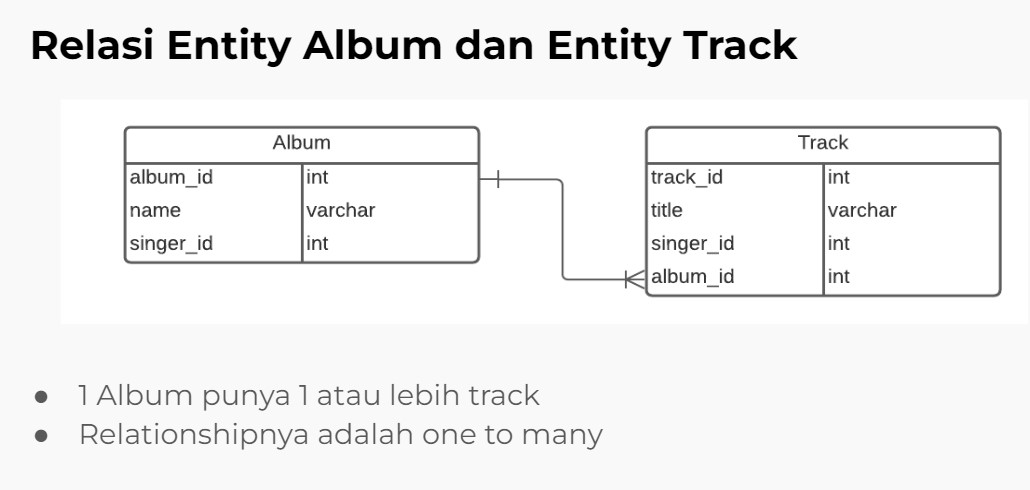 Relasi Entity Album dan Entity Track
Album
album_id int
name varchar
singer_id int
Track
track_id int
title varchar
singer_id int
album_id int
● 1 Album punya 1 atau lebih track
● Relationshipnya adalah one to many